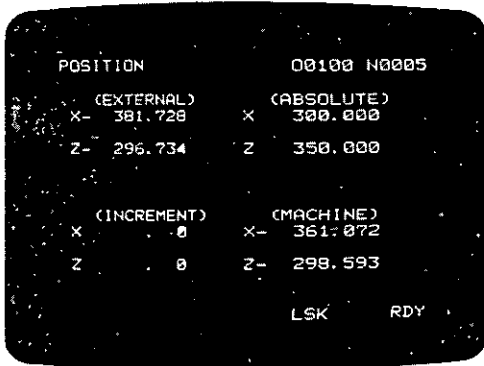 POSITION O0100 N0005
(EXTERNAL) (ABSOLUTE)
X- 381.728 X 300.000
Z- 296.734 Z 350.000
(INCREMENT) (MACHINE)
X . 0 X- 361.072
Z . 0 Z- 298.593
LSK RDY